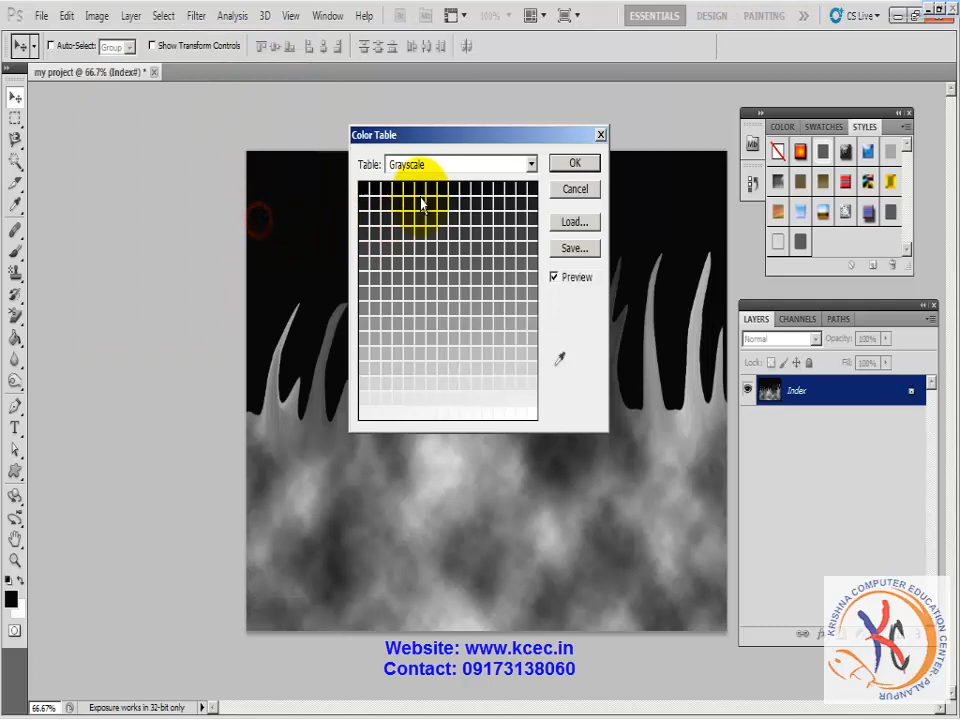 Ps File Edit Image Layer Select Filter Analysis 3D View Window Help 100% ESSENTIALS DESIGN PAINTING CS Live
Auto-Select: Group Show Transform Controls
my project @ 66.7% (Index#) *
Color Table
Table: Grayscale
OK
Cancel
Load...
Save...
Preview
COLOR SWATCHES STYLES
Mb
LAYERS CHANNELS PATHS
Normal Opacity: 100%
Lock: Fill: 100%
Index
T
KRISHNA COMPUTER EDUCATION CENTER-PALANPUR
Website: www.kcec.in
Contact: 09173138060
66.67% Exposure works in 32-bit only